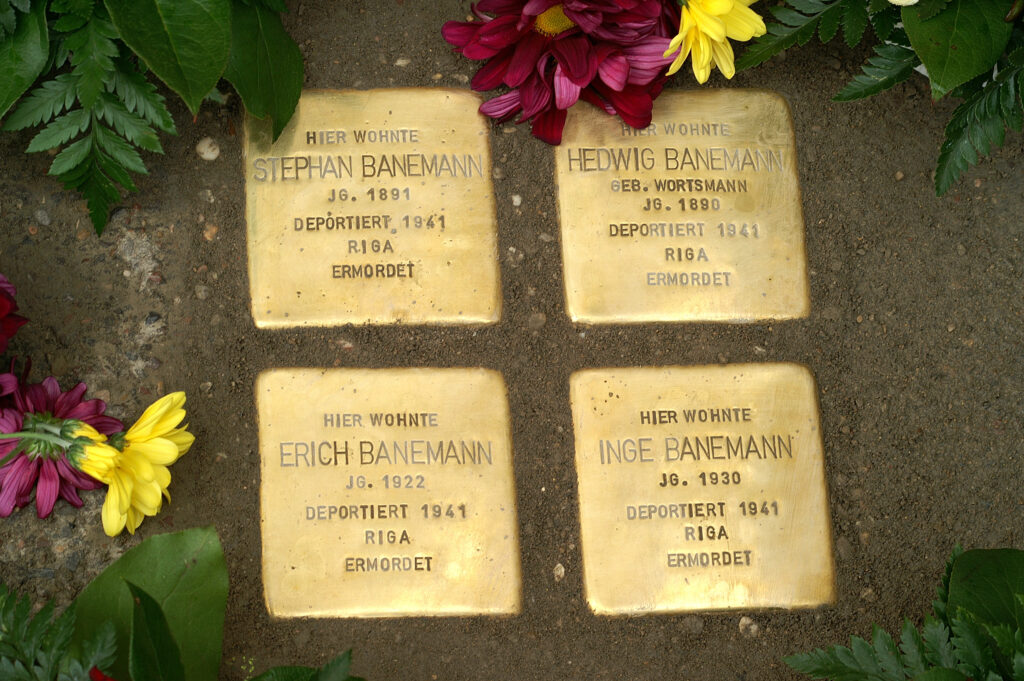 HIER WOHNTE
STEPHAN BANEMANN
JG. 1891
DEPORTIERT 1941
RIGA
ERMORDET
HIER WOHNTE
HEDWIG BANEMANN
GEB. WORTSMANN
JG. 1890
DEPORTIERT 1941
RIGA
ERMORDET
HIER WOHNTE
ERICH BANEMANN
JG. 1922
DEPORTIERT 1941
RIGA
ERMORDET
HIER WOHNTE
INGE BANEMANN
JG. 1930
DEPORTIERT 1941
RIGA
ERMORDET